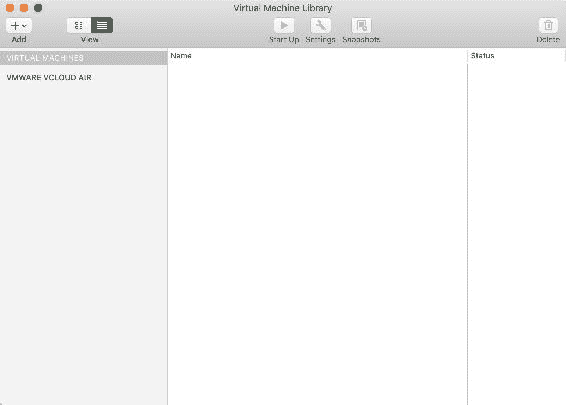 Virtual Machine Library
Add View Start Up Settings Snapshots Delete
VIRTUAL MACHINES Name Status
VMWARE VCLOUD AIR